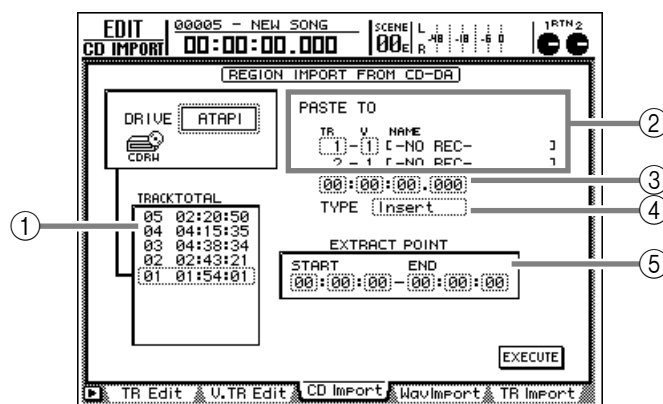 EDIT
CD IMPORT
00005 - NEW SONG
00:00:00.000
SCENE
00E
L
R
-48 -18 -6 0
1RTN2
REGION IMPORT FROM CD-DA
DRIVE ATAPI
CDRW
PASTE TO
TR V NAME
1-1 [-NO REC- ]
2-1 [-NO REC- ]
00:00:00.000
TYPE Insert
TRACKTOTAL
05 02:20:50
04 04:15:35
03 04:38:34
02 02:43:21
01 01:54:01
EXTRACT POINT
START END
00:00:00-00:00:00
EXECUTE
TR Edit V.TR Edit CD Import WavImport TR Import
1
2
3
4
5